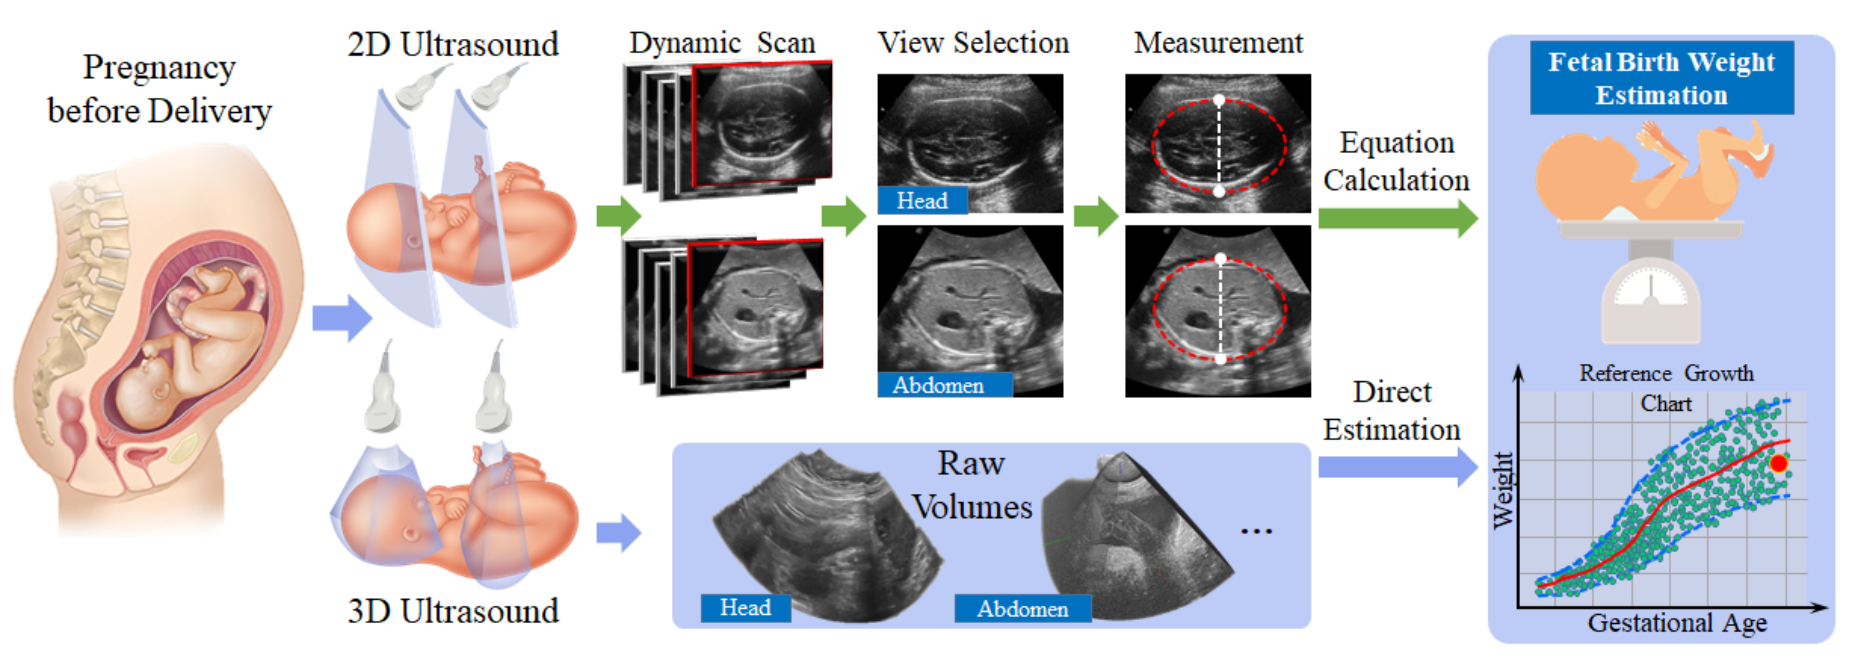 Pregnancy
before Delivery
2D Ultrasound
3D Ultrasound
Dynamic Scan
View Selection
Measurement
Head
Abdomen
Equation
Calculation
Direct
Estimation
Raw
Volumes
Head
Abdomen
...
Fetal Birth Weight
Estimation
Reference Growth
Chart
Weight
Gestational Age